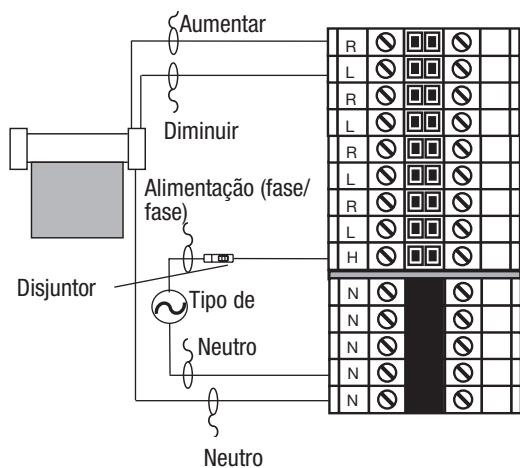 Aumentar
Diminuir
Alimentação (fase/
fase)
Disjuntor
Tipo de
Neutro
Neutro
R
L
R
L
R
L
R
L
H
N
N
N
N
N